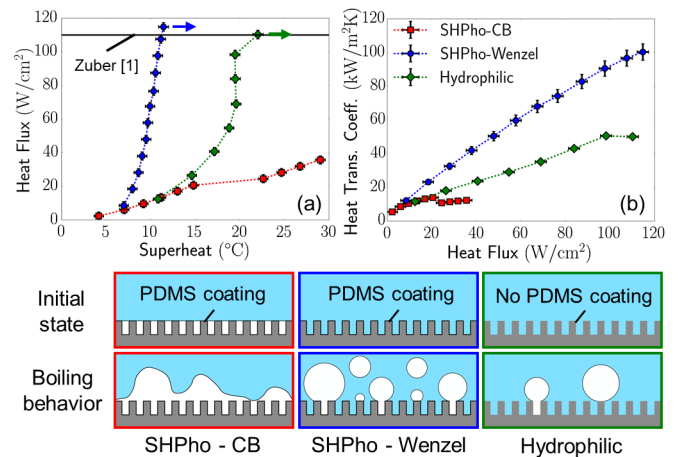 120
100
80
60
40
20
0
Heat Flux (W/cm²)
Zuber [1]
(a)
0 5 10 15 20 25 30
Superheat (°C)
120
100
80
60
40
20
0
Heat Trans. Coeff. (kW/m²K)
SHPho-CB
SHPho-Wenzel
Hydrophilic
(b)
0 20 40 60 80 100 120
Heat Flux (W/cm²)
Initial
state
PDMS coating
PDMS coating
No PDMS coating
Boiling
behavior
SHPho - CB
SHPho - Wenzel
Hydrophilic